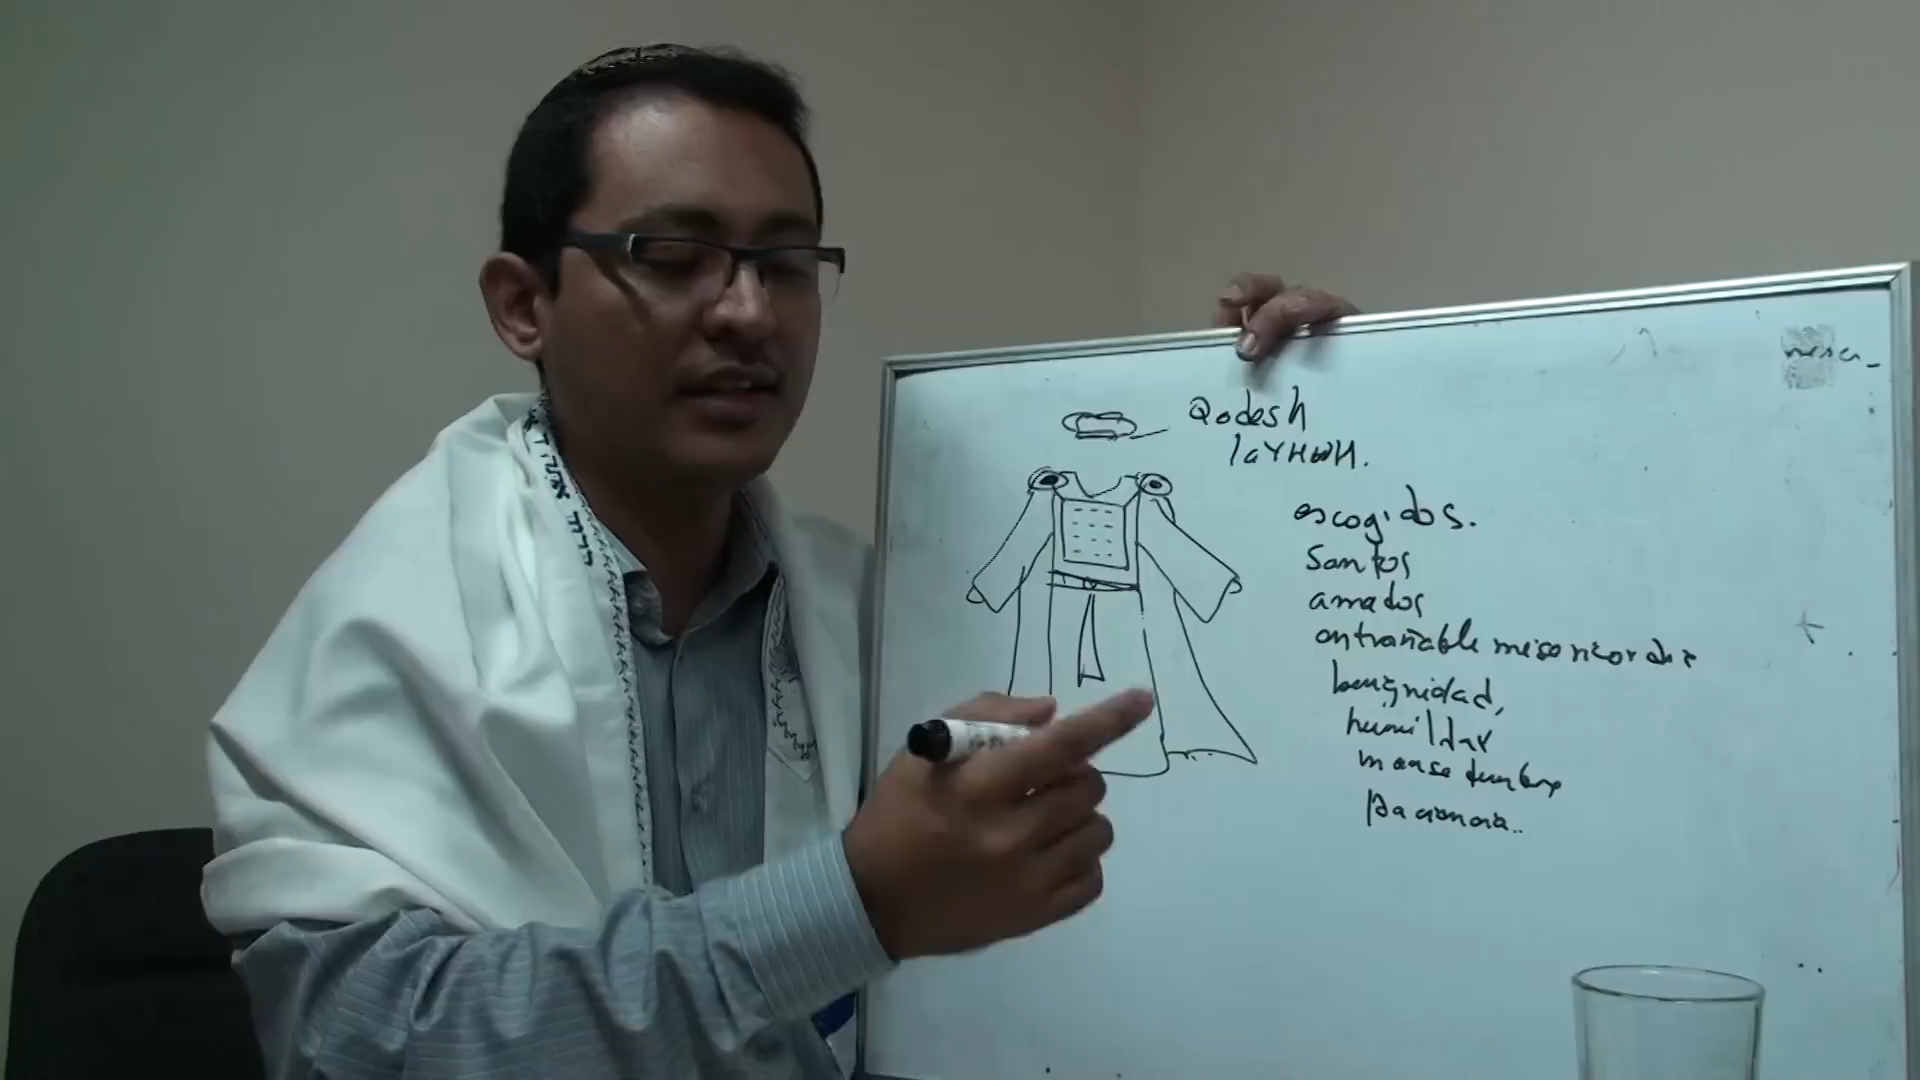 Qodesh
laYHWH.
escogidos.
Santos
amados
entrañable misericordia
benignidad,
humildad
mansedumbre
paciencia..